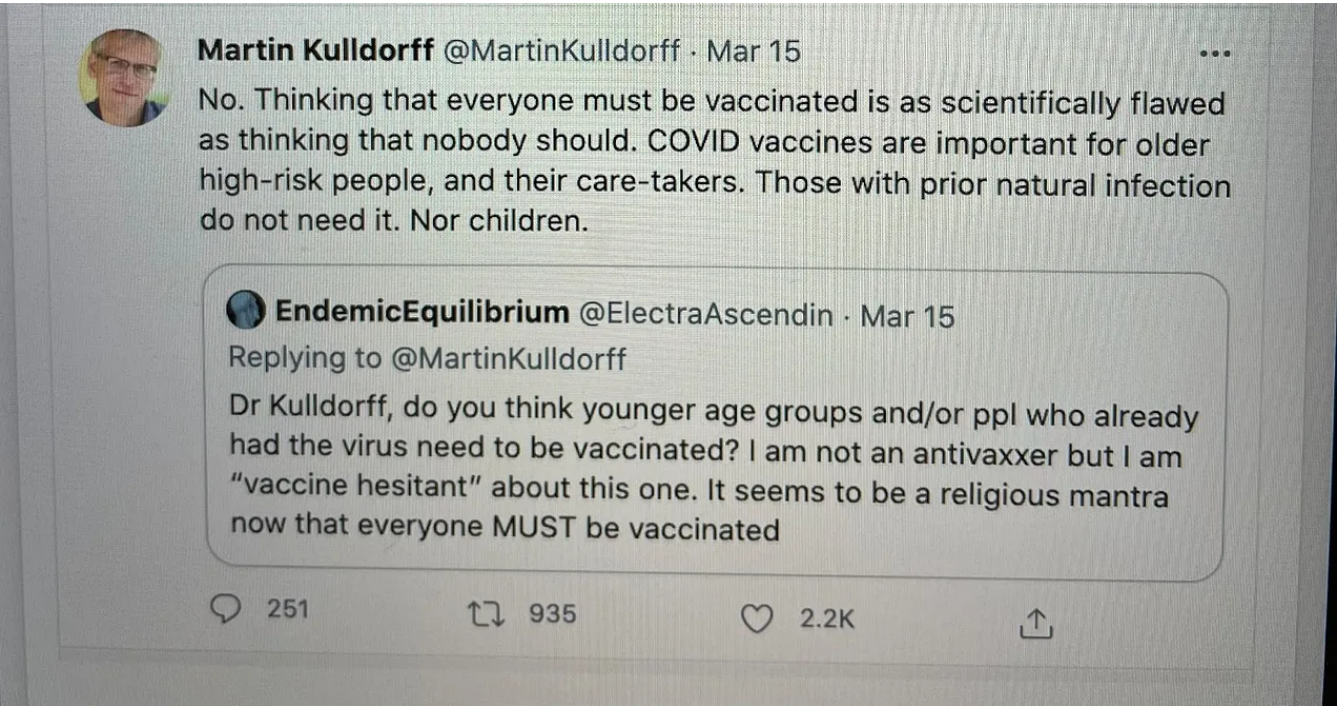 Martin Kulldorff @MartinKulldorff · Mar 15
No. Thinking that everyone must be vaccinated is as scientifically flawed
as thinking that nobody should. COVID vaccines are important for older
high-risk people, and their care-takers. Those with prior natural infection
do not need it. Nor children.
EndemicEquilibrium @ElectraAscendin · Mar 15
Replying to @MartinKulldorff
Dr Kulldorff, do you think younger age groups and/or ppl who already
had the virus need to be vaccinated? I am not an antivaxxer but I am
“vaccine hesitant” about this one. It seems to be a religious mantra
now that everyone MUST be vaccinated
251 935 2.2K